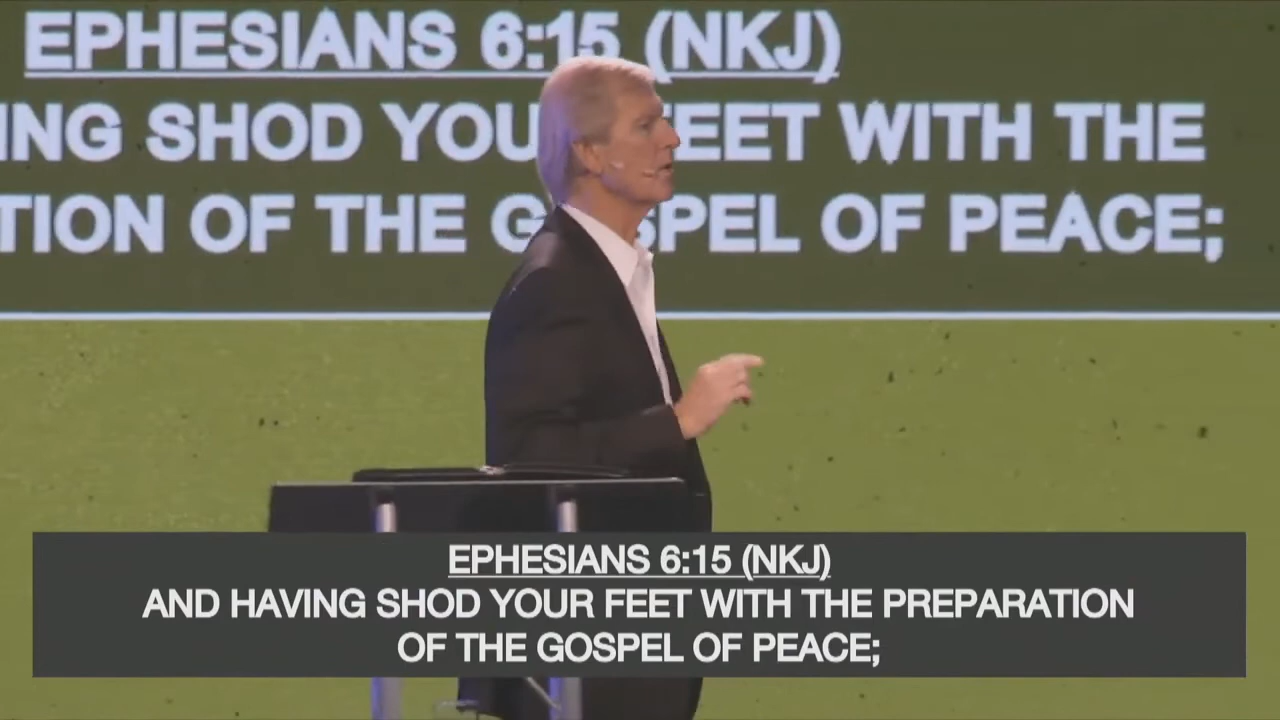 EPHESIANS 6:15 (NKJ)
ING SHOD YOU FEET WITH THE
TION OF THE GOSPEL OF PEACE;
EPHESIANS 6:15 (NKJ)
AND HAVING SHOD YOUR FEET WITH THE PREPARATION
OF THE GOSPEL OF PEACE;